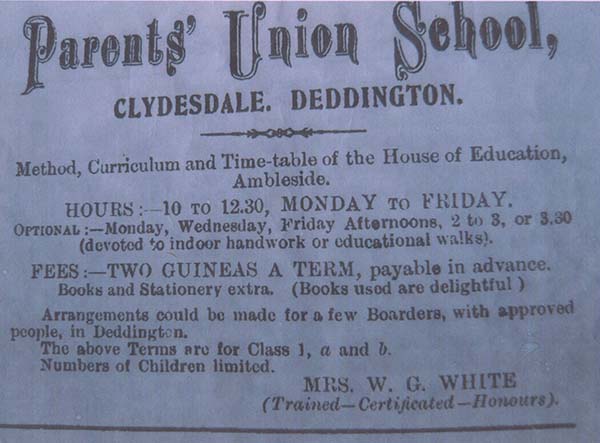 Parents' Union School,
CLYDESDALE. DEDDINGTON.
Method, Curriculum and Time-table of the House of Education,
Ambleside.
HOURS:—10 TO 12.30, MONDAY TO FRIDAY.
OPTIONAL:—Monday, Wednesday, Friday Afternoons, 2 to 3, or 3.30
(devoted to indoor handwork or educational walks).
FEES:—TWO GUINEAS A TERM, payable in advance.
Books and Stationery extra. (Books used are delightful)
Arrangements could be made for a few Boarders, with approved
people, in Deddington.
The above Terms are for Class 1, a and b.
Numbers of Children limited.
MRS. W. G. WHITE
(Trained—Certificated—Honours).